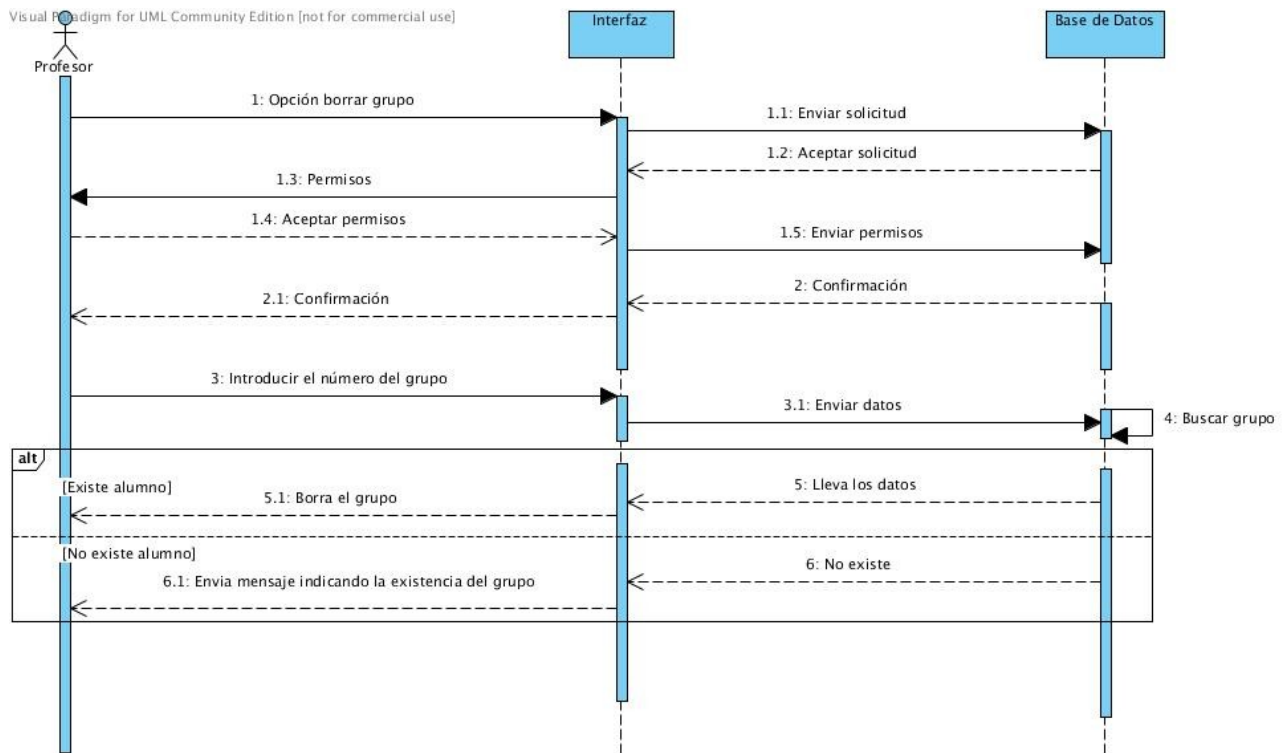 Visual Paradigm for UML Community Edition [not for commercial use]
Profesor
Interfaz
Base de Datos
1: Opción borrar grupo
1.1: Enviar solicitud
1.2: Aceptar solicitud
1.3: Permisos
1.4: Aceptar permisos
1.5: Enviar permisos
2: Confirmación
2.1: Confirmación
3: Introducir el número del grupo
3.1: Enviar datos
4: Buscar grupo
alt
[Existe alumno]
5: Lleva los datos
5.1: Borra el grupo
[No existe alumno]
6: No existe
6.1: Envia mensaje indicando la existencia del grupo